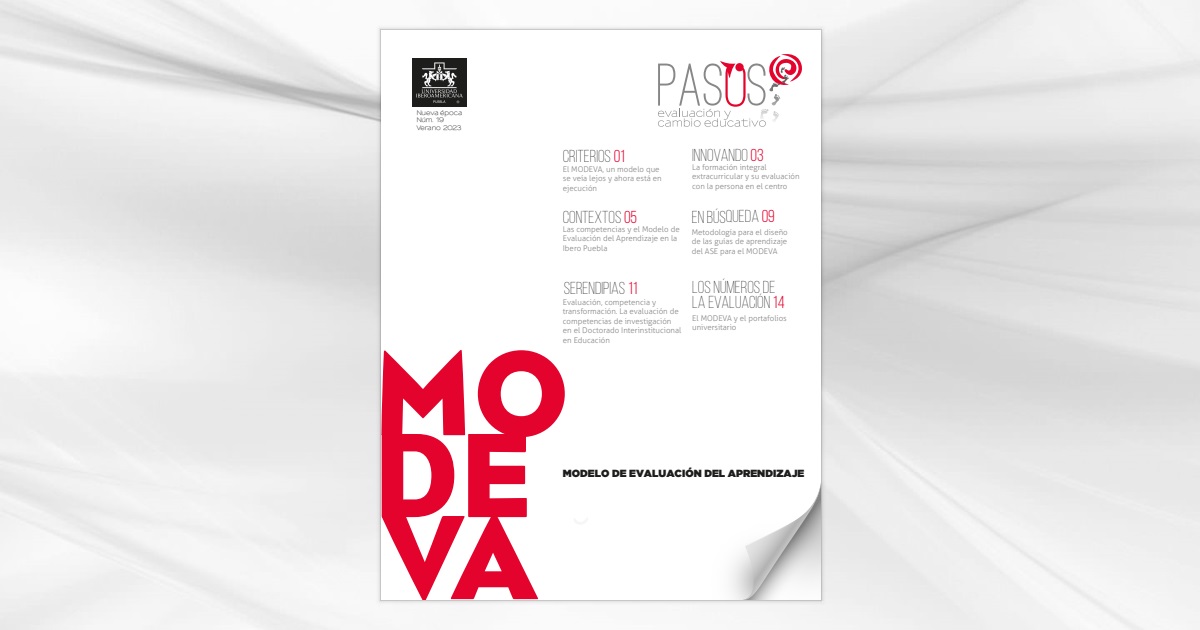 UNIVERSIDAD
IBEROAMERICANA
PUEBLA
Nueva época
Núm. 19
Verano 2023
PASOS
evaluación y
cambio educativo
CRITERIOS 01
El MODEVA, un modelo que
se veía lejos y ahora está en
ejecución
INNOVANDO 03
La formación integral
extracurricular y su evaluación
con la persona en el centro
CONTEXTOS 05
Las competencias y el Modelo de
Evaluación del Aprendizaje en la
Ibero Puebla
EN BÚSQUEDA 09
Metodología para el diseño
de las guías de aprendizaje
del ASE para el MODEVA
SERENDIPIAS 11
Evaluación, competencia y
transformación. La evaluación de
competencias de investigación
en el Doctorado Interinstitucional
en Educación
LOS NÚMEROS DE
LA EVALUACIÓN 14
El MODEVA y el portafolios
universitario
MO
DE
VA
MODELO DE EVALUACIÓN DEL APRENDIZAJE